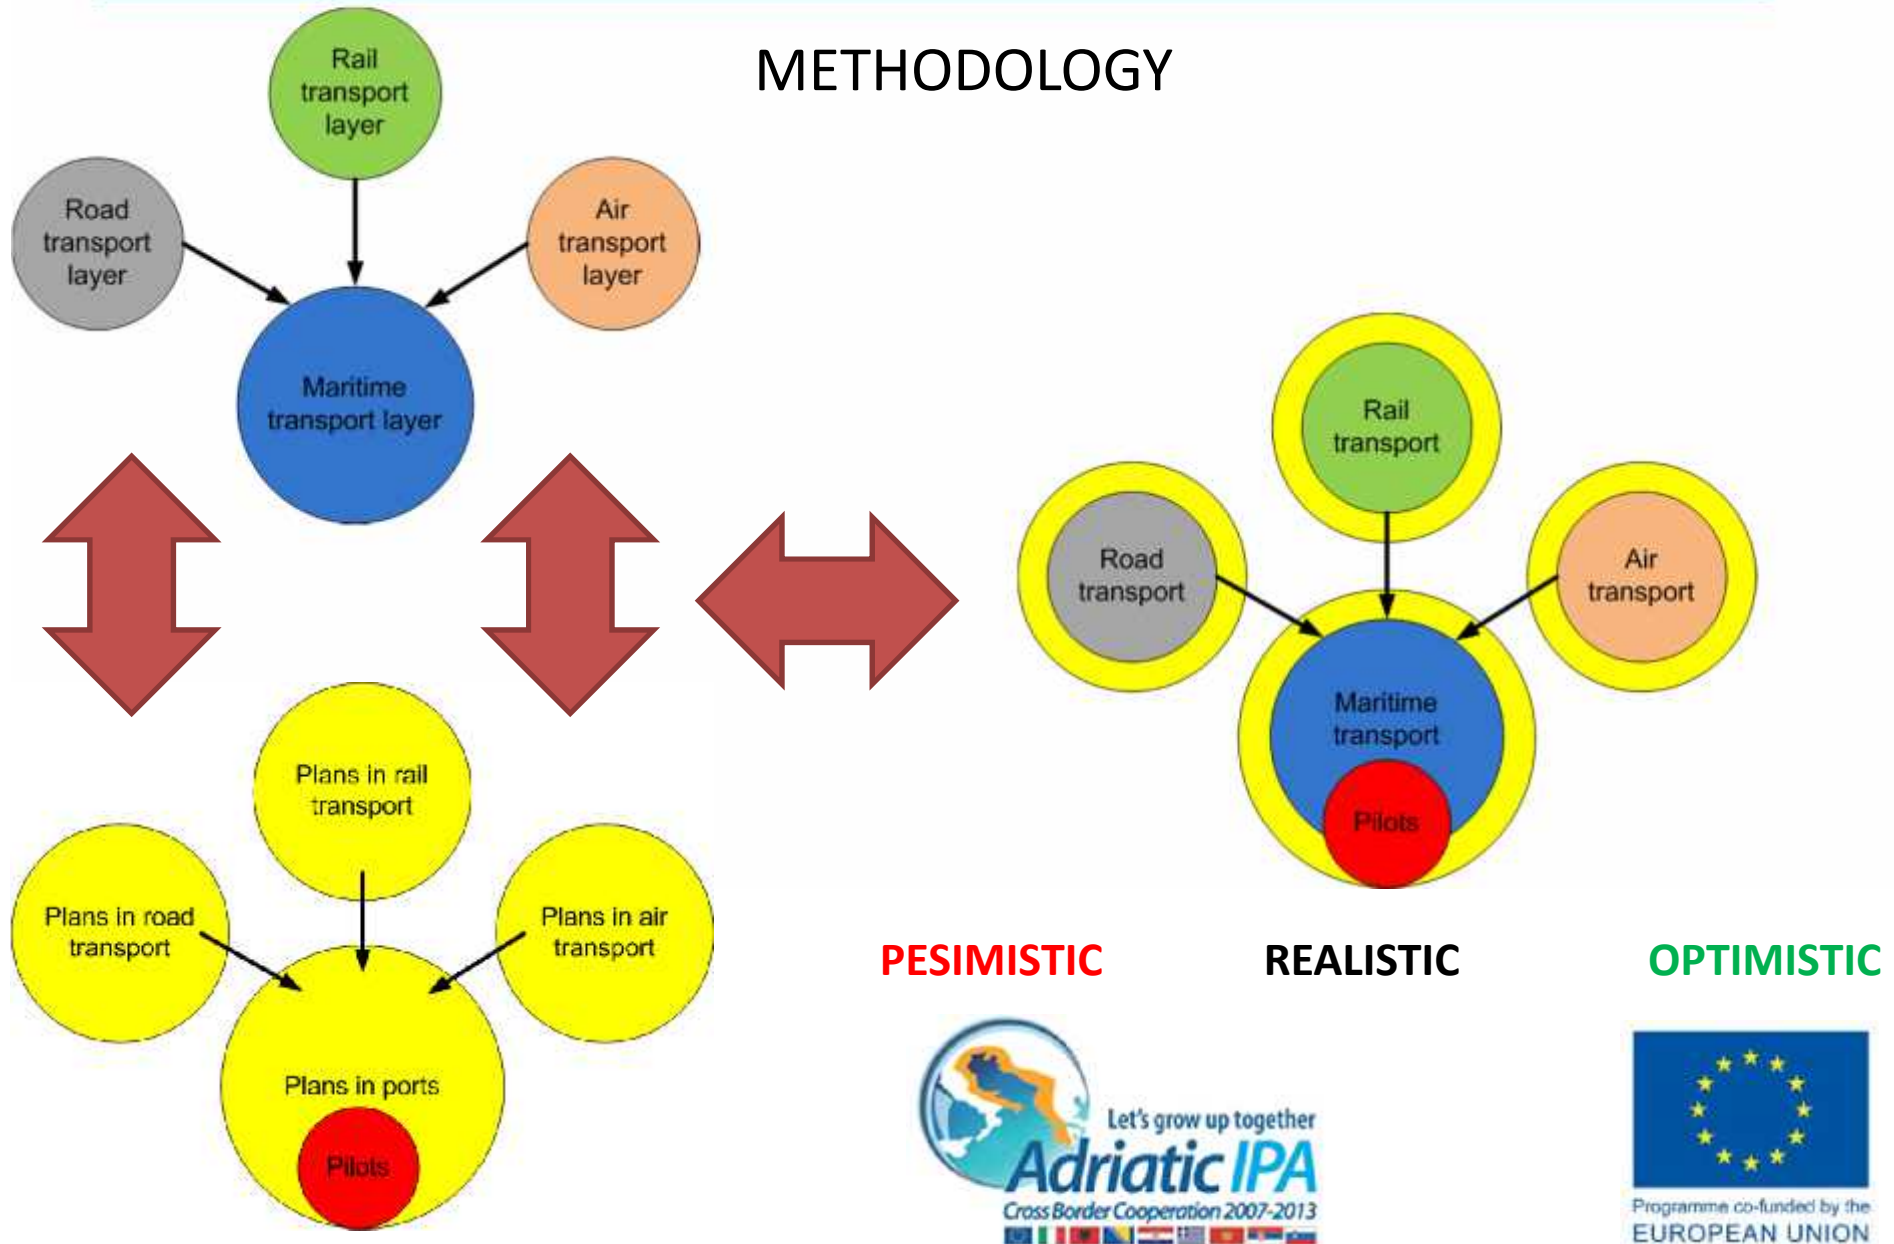 METHODOLOGY
Rail
transport
layer
Road
transport
layer
Air
transport
layer
Maritime
transport layer
Rail
transport
Road
transport
Air
transport
Maritime
transport
Pilots
Plans in rail
transport
Plans in road
transport
Plans in air
transport
Plans in ports
Pilots
PESIMISTIC
REALISTIC
OPTIMISTIC
Let's grow up together
Adriatic IPA
Cross Border Cooperation 2007-2013
Programme co-funded by the
EUROPEAN UNION